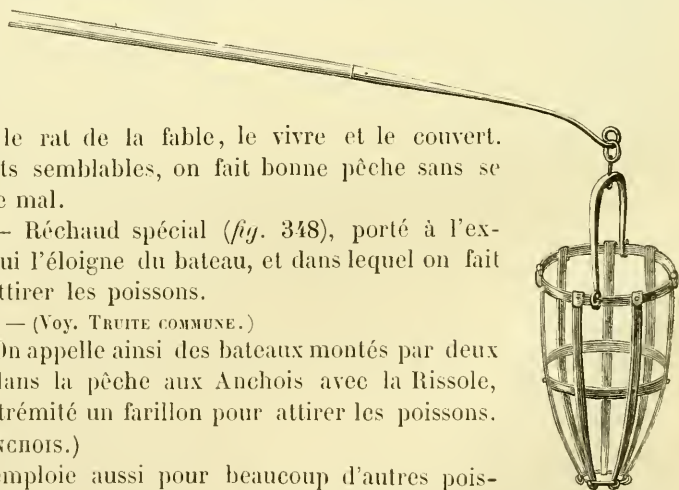 le rat de la fable, le vivre et le couvert.
ts semblables, on fait bonne pêche sans se
e mal.
– Réchaud spécial (fig. 348), porté à l'ex-
ui l'éloigne du bateau, et dans lequel on fait
ttirer les poissons.
— (Voy. TRUITE COMMUNE.)
On appelle ainsi des bateaux montés par deux
dans la pêche aux Anchois avec la Rissole,
trémité un farillon pour attirer les poissons.
NCHOIS.)
emploie aussi pour beaucoup d'autres pois-